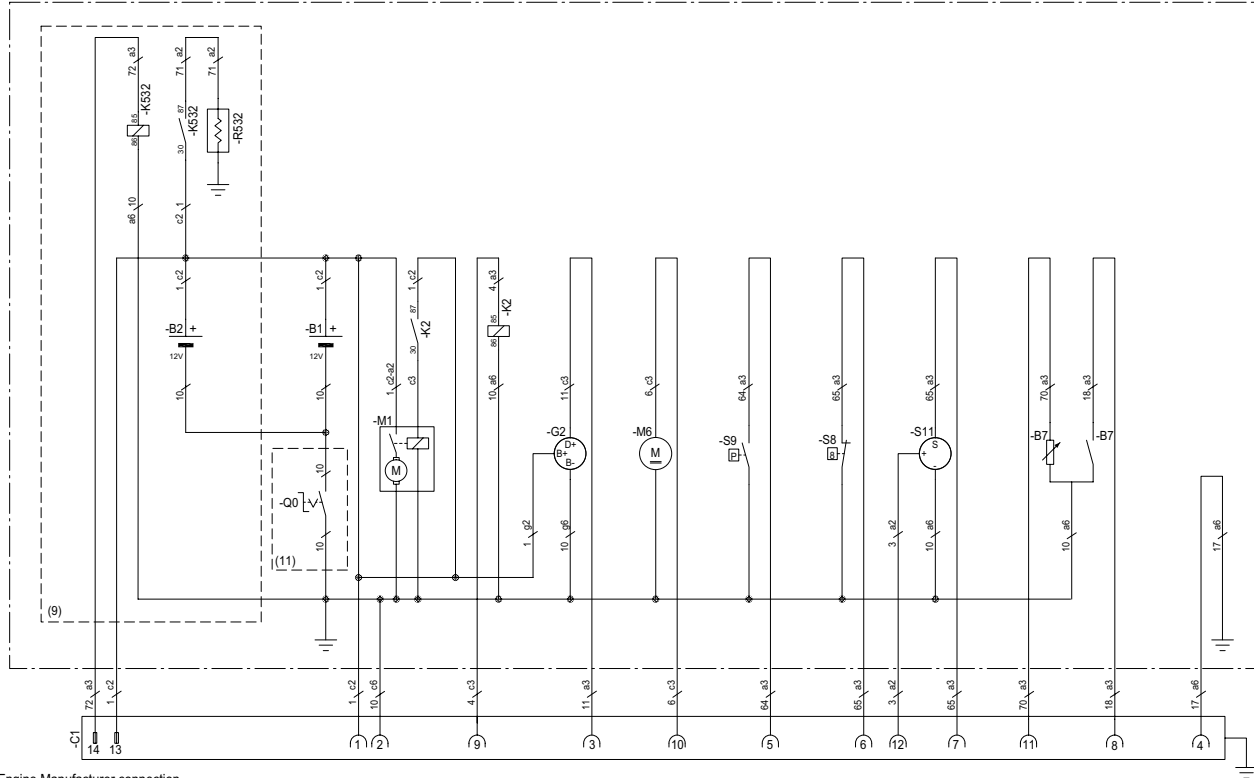 72 a3
71 a2
71 a2
85
86
-K532
87
30
-K532
-R532
a6 10
c2 1
1 c2
1 c2
1 c2
4 a3
-B2 +
12V
-B1 +
12V
87
30
-K2
85
86
-K2
10
10
1 c2-a2
c3
10 a6
11 c3
6 c3
64 a3
65 a3
65 a3
70 a3
18 a3
-M1
M
-G2
D+
B+
B-
-M6
M
-S9
P
-S8
8
-S11
S
+
-
-B7
-B7
10
-Q0
10
(11)
1 g2
10 g6
3 a2
10 a6
10 a6
17 a6
(9)
72 a3
1 c2
1 c2
10 c6
4 c3
11 a3
6 c3
64 a3
65 a3
3 a2
65 a3
70 a3
18 a3
17 a6
-C1
14 13 1 2 9 3 10 5 6 12 7 11 8 4
Engine Manufacturer connection